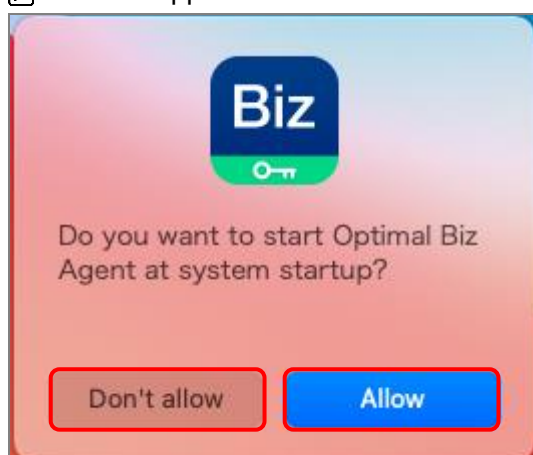 Biz
Do you want to start Optimal Biz
Agent at system startup?
Don't allow
Allow